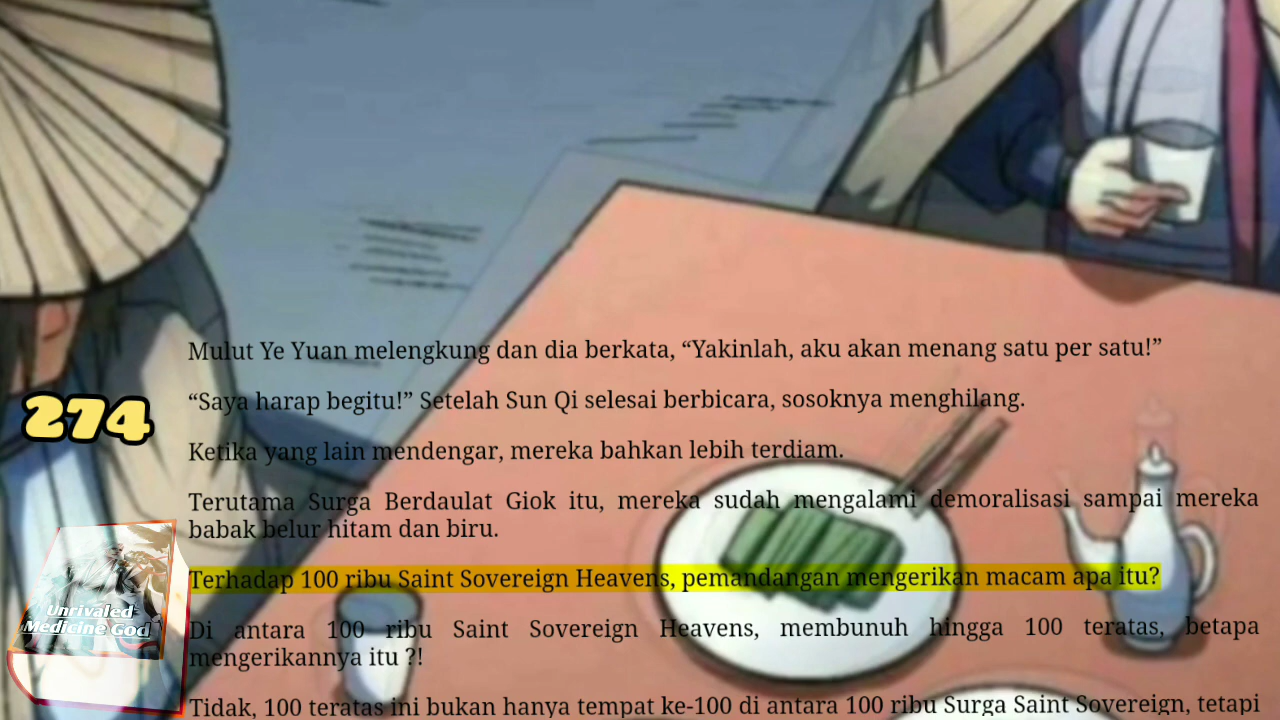 Mulut Ye Yuan melengkung dan dia berkata, “Yakinlah, aku akan menang satu per satu!”
“Saya harap begitu!” Setelah Sun Qi selesai berbicara, sosoknya menghilang.
274
Ketika yang lain mendengar, mereka bahkan lebih terdiam.
Terutama Surga Berdaulat Giok itu, mereka sudah mengalami demoralisasi sampai mereka
babak belur hitam dan biru.
Terhadap 100 ribu Saint Sovereign Heavens, pemandangan mengerikan macam apa itu?
Unrivaled
Medicine God
Di antara 100 ribu Saint Sovereign Heavens, membunuh hingga 100 teratas, betapa
mengerikannya itu ?!
Tidak, 100 teratas ini bukan hanya tempat ke-100 di antara 100 ribu Surga Saint Sovereign, tetapi